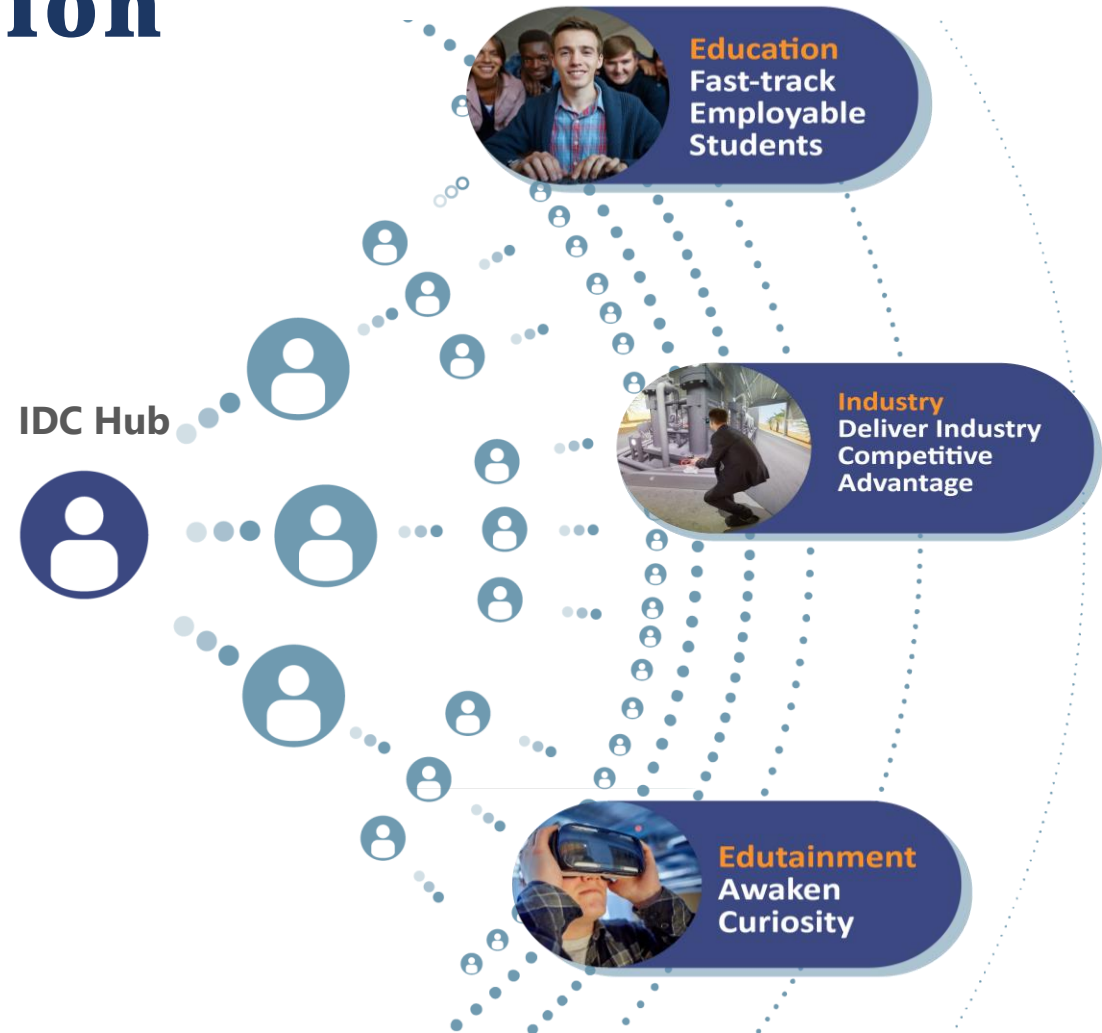 ion
Education
Fast-track
Employable
Students
IDC Hub
Industry
Deliver Industry
Competitive
Advantage
Edutainment
Awaken
Curiosity